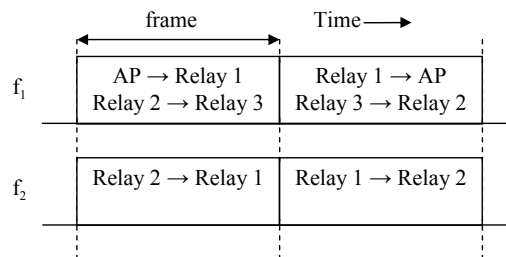 frame Time
f₁
AP → Relay 1 Relay 1 → AP
Relay 2 → Relay 3 Relay 3 → Relay 2
f₂
Relay 2 → Relay 1 Relay 1 → Relay 2